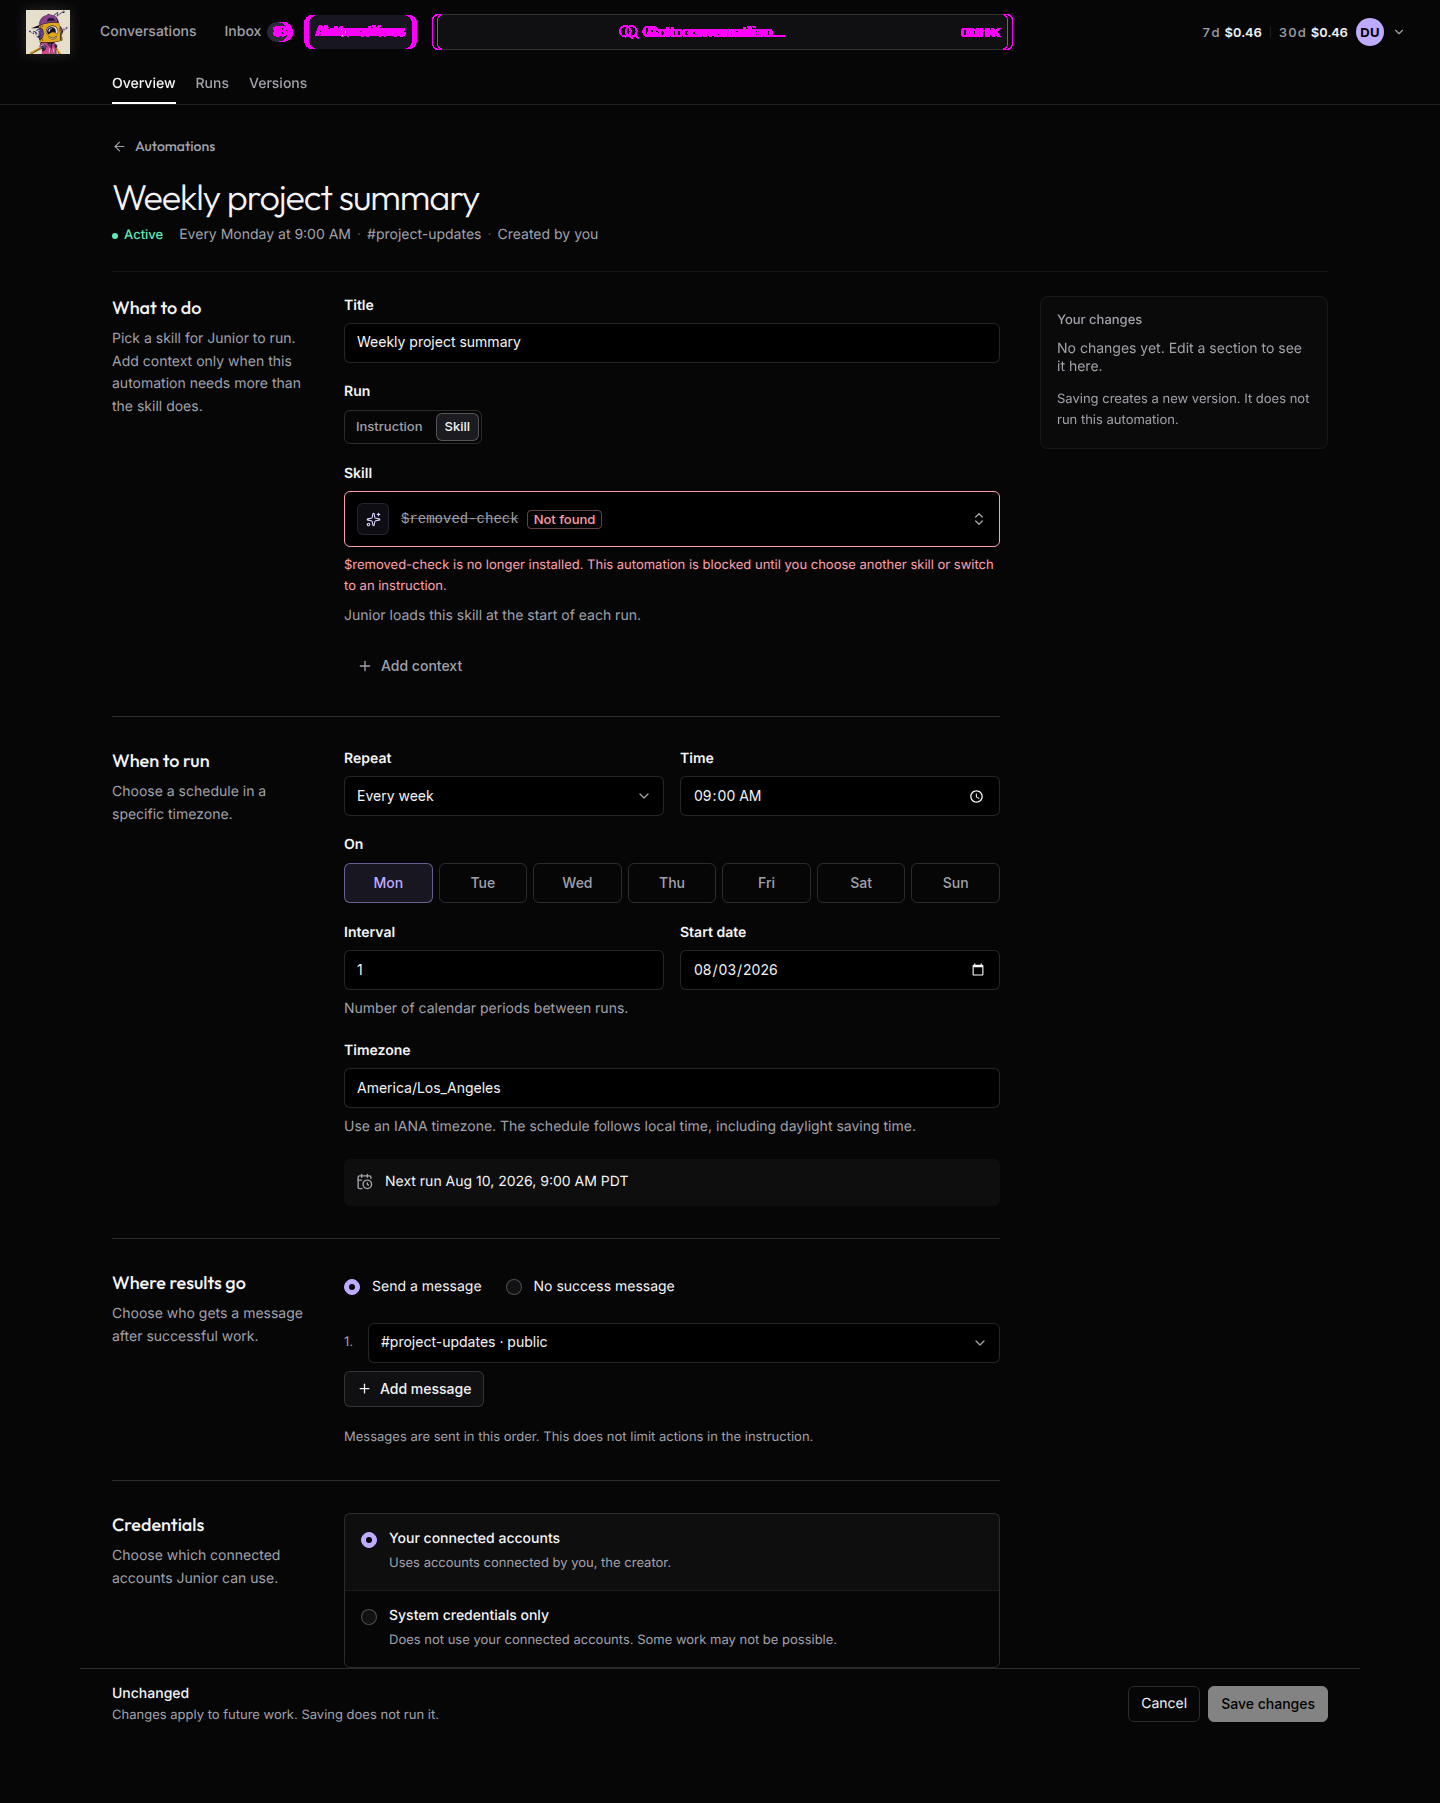 Conversations
Inbox
7d $0.46
30d $0.46
DU
Overview
Runs
Versions
Automations
Weekly project summary
Active Every Monday at 9:00 AM · #project-updates · Created by you
What to do
Pick a skill for Junior to run.
Add context only when this
automation needs more than
the skill does.
Title
Weekly project summary
Run
Instruction
Skill
Skill
$removed-check Not found
$removed-check is no longer installed. This automation is blocked until you choose another skill or switch
to an instruction.
Junior loads this skill at the start of each run.
Add context
Your changes
No changes yet. Edit a section to see
it here.
Saving creates a new version. It does not
run this automation.
When to run
Choose a schedule in a
specific timezone.
Repeat
Every week
Time
09:00 AM
On
Mon
Tue
Wed
Thu
Fri
Sat
Sun
Interval
1
Number of calendar periods between runs.
Start date
08/03/2026
Timezone
America/Los_Angeles
Use an IANA timezone. The schedule follows local time, including daylight saving time.
Next run Aug 10, 2026, 9:00 AM PDT
Where results go
Choose who gets a message
after successful work.
Send a message
No success message
1.
#project-updates · public
Add message
Messages are sent in this order. This does not limit actions in the instruction.
Credentials
Choose which connected
accounts Junior can use.
Your connected accounts
Uses accounts connected by you, the creator.
System credentials only
Does not use your connected accounts. Some work may not be possible.
Unchanged
Changes apply to future work. Saving does not run it.
Cancel
Save changes